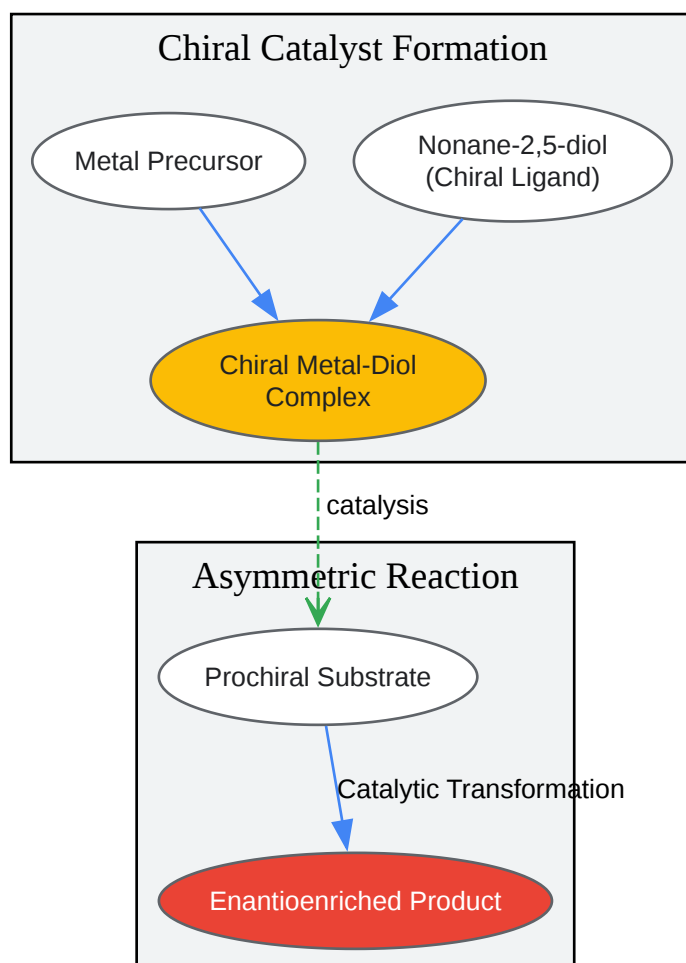 Chiral Catalyst Formation
Metal Precursor
Nonane-2,5-diol
(Chiral Ligand)
Chiral Metal-Diol
Complex
catalysis
Asymmetric Reaction
Prochiral Substrate
Catalytic Transformation
Enantioenriched Product